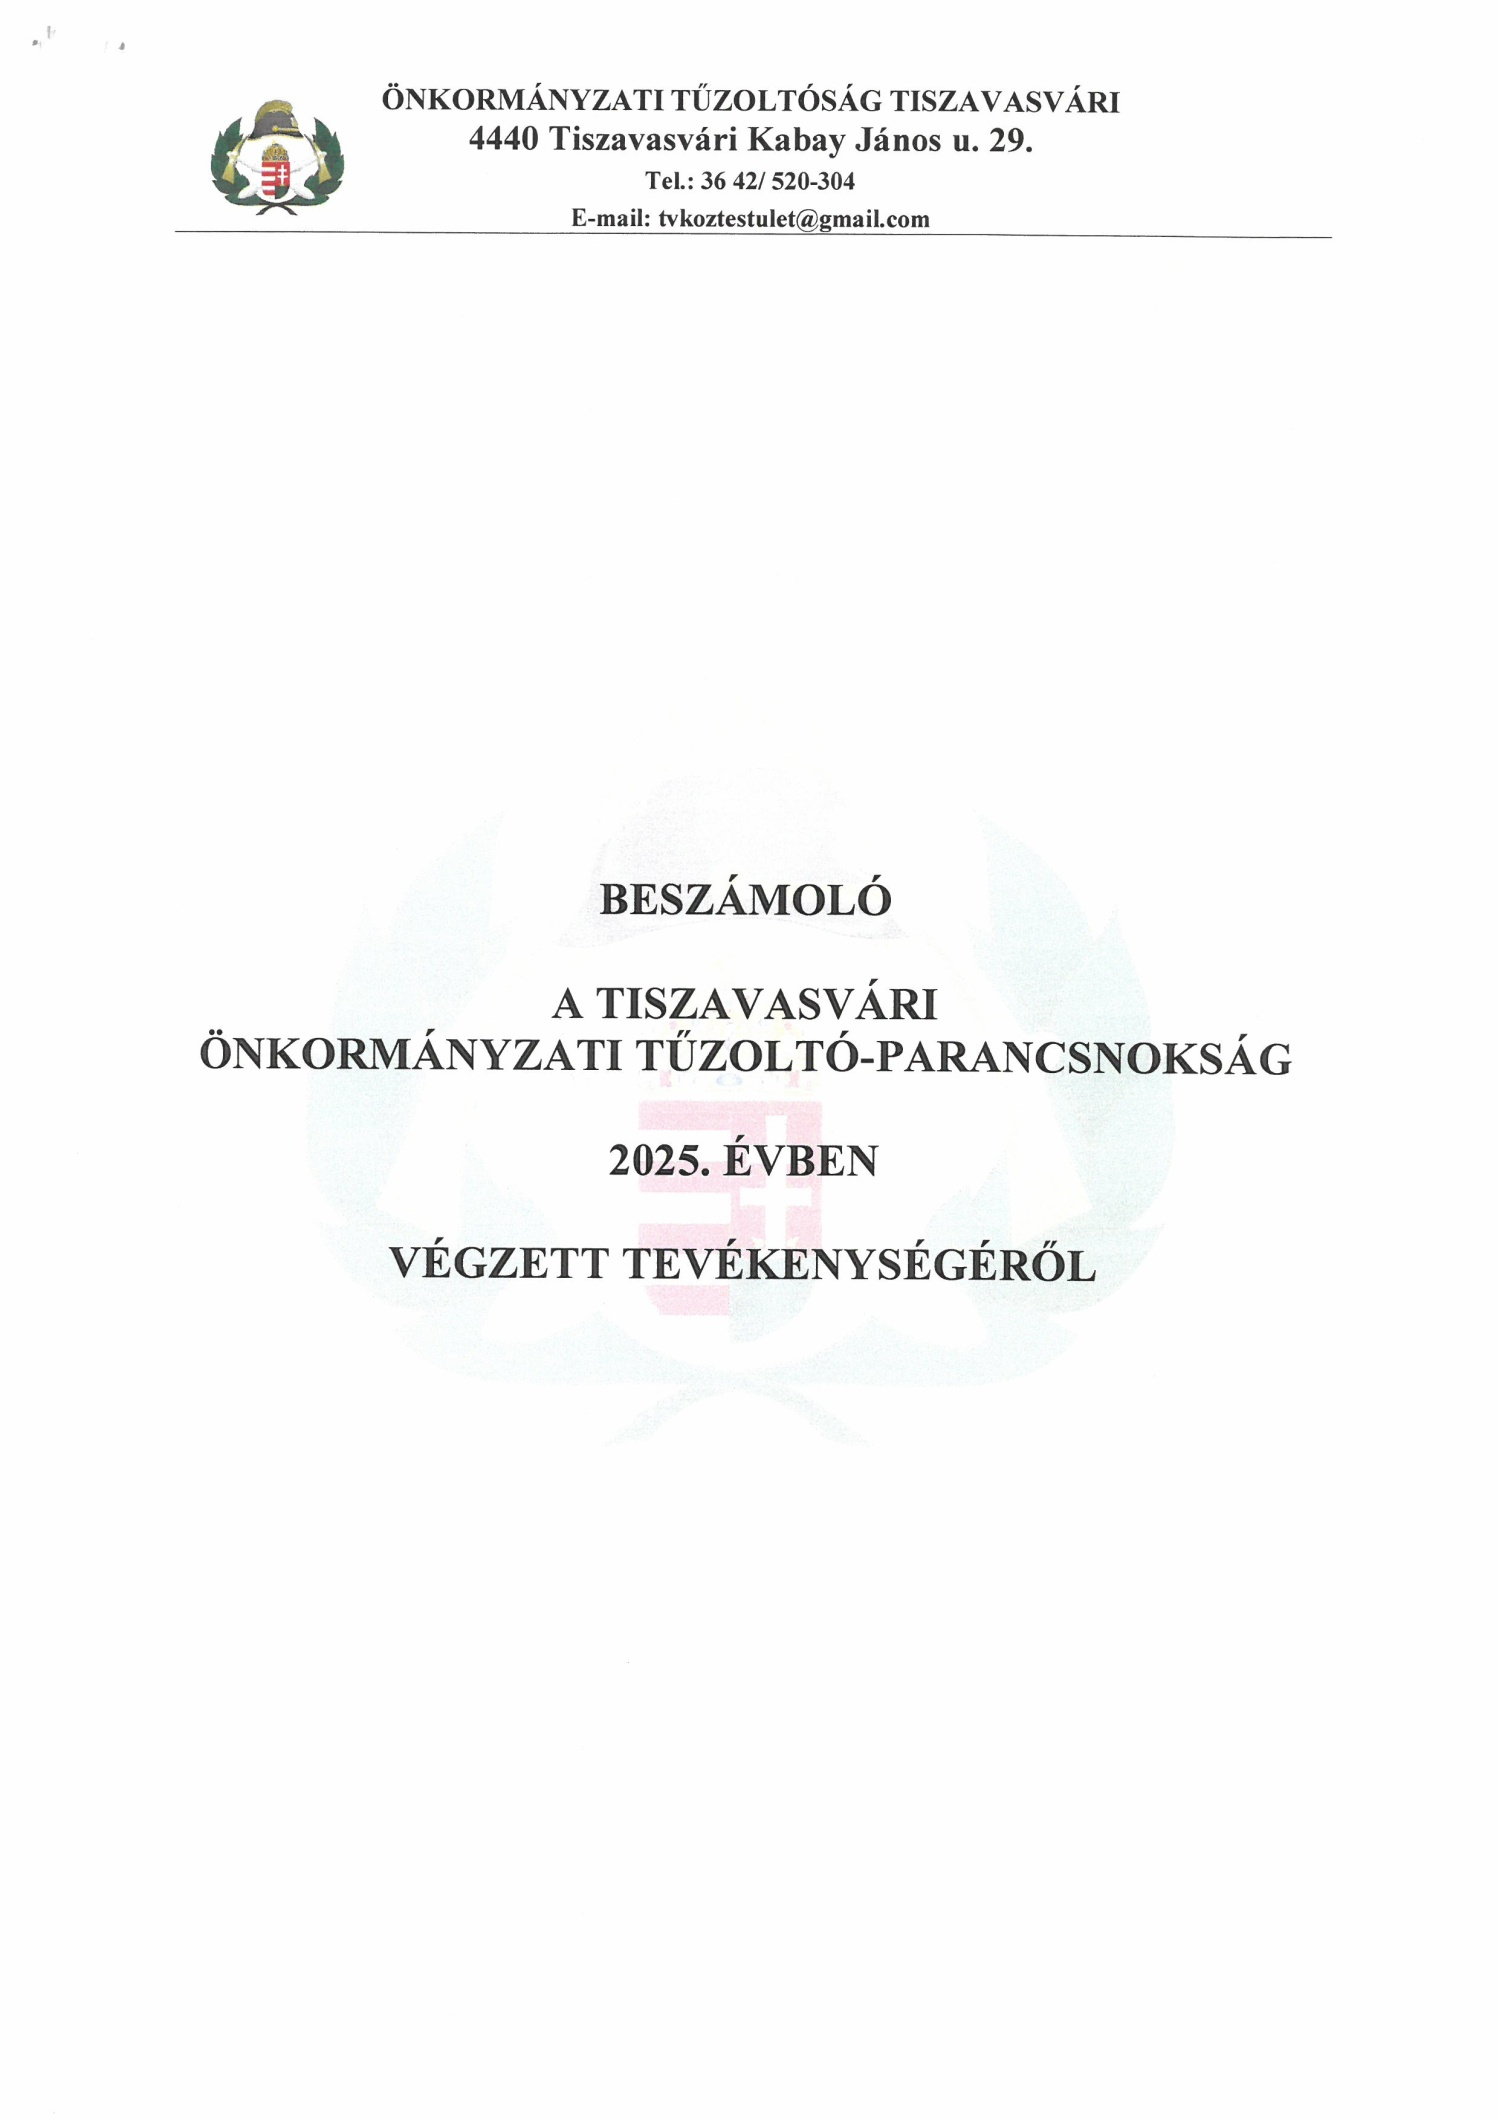 ÖNKORMÁNYZATI TŰZOLTÓSÁG TISZAVASVÁRI
4440 Tiszavasvári Kabay János u. 29.
Tel.: 36 42/ 520-304
E-mail: tvkoztestulet@gmail.com
BESZÁMOLÓ
A TISZAVASVÁRI
ÖNKORMÁNYZATI TŰZOLTÓ-PARANCSNOKSÁG
2025. ÉVBEN
VÉGZETT TEVÉKENYSÉGÉRŐL